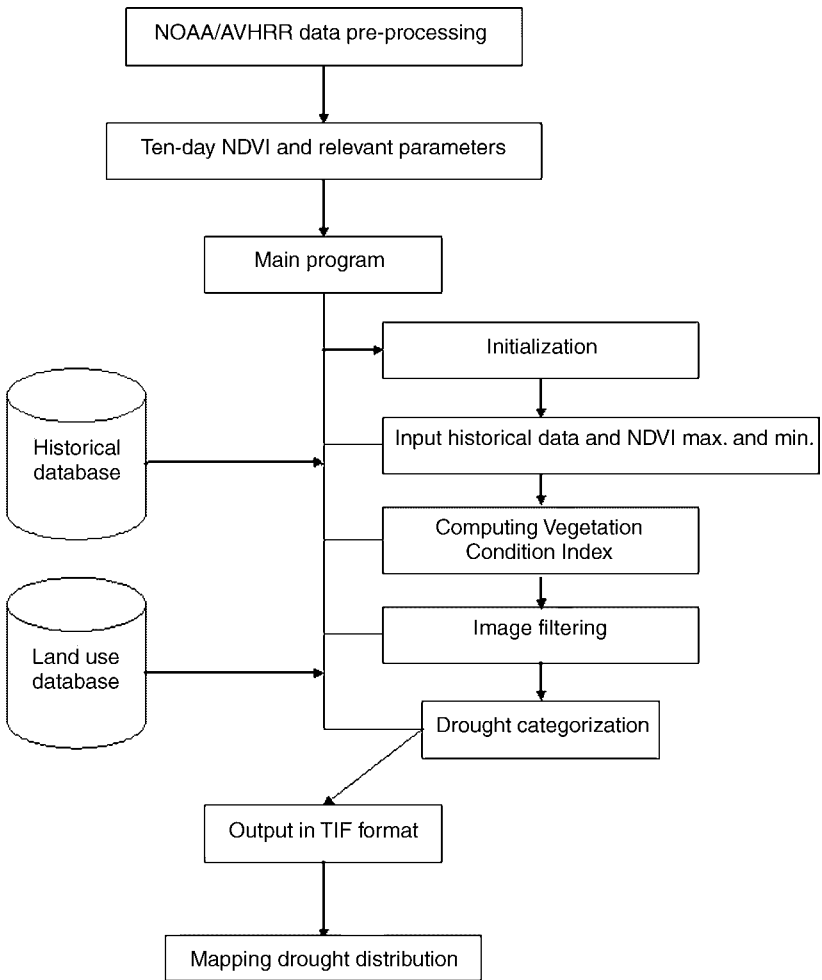 NOAA/AVHRR data pre-processing
Ten-day NDVI and relevant parameters
Main program
Initialization
Historical
database
Input historical data and NDVI max. and min.
Computing Vegetation
Condition Index
Image filtering
Land use
database
Drought categorization
Output in TIF format
Mapping drought distribution